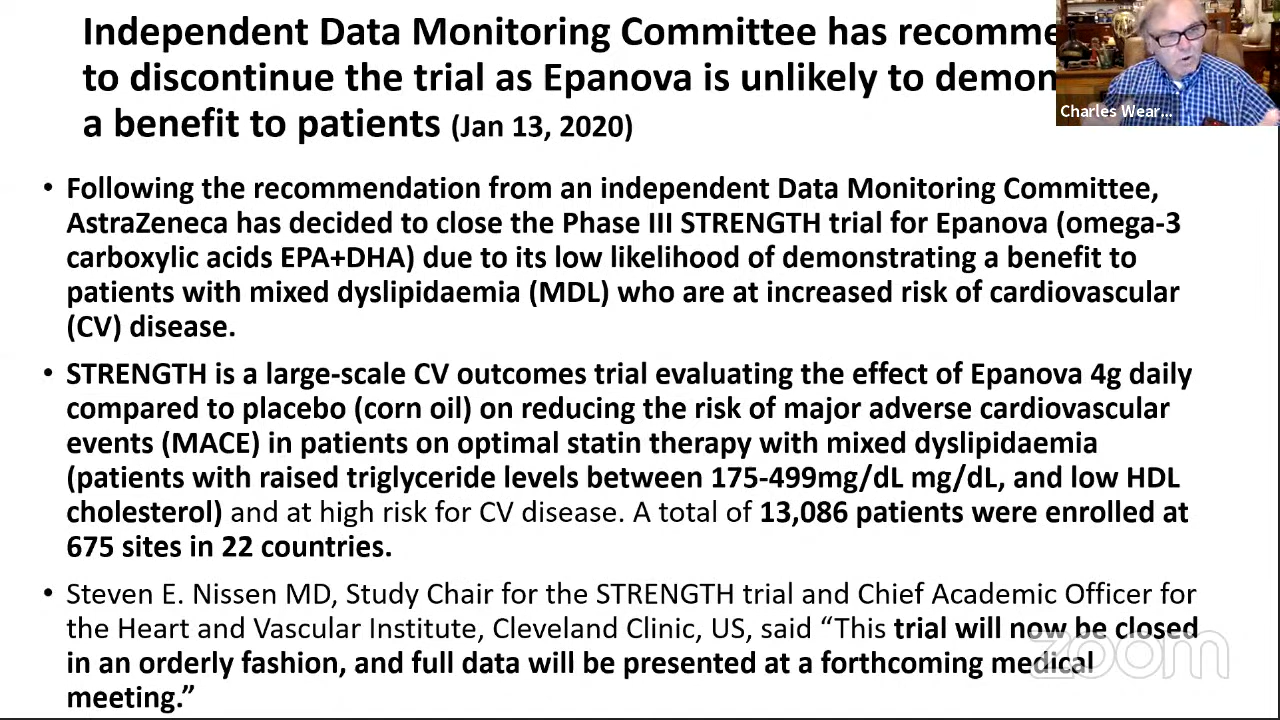 Independent Data Monitoring Committee has recomme
to discontinue the trial as Epanova is unlikely to demon
a benefit to patients (Jan 13, 2020)
Charles Wear...
• Following the recommendation from an independent Data Monitoring Committee,
AstraZeneca has decided to close the Phase III STRENGTH trial for Epanova (omega-3
carboxylic acids EPA+DHA) due to its low likelihood of demonstrating a benefit to
patients with mixed dyslipidaemia (MDL) who are at increased risk of cardiovascular
(CV) disease.
• STRENGTH is a large-scale CV outcomes trial evaluating the effect of Epanova 4g daily
compared to placebo (corn oil) on reducing the risk of major adverse cardiovascular
events (MACE) in patients on optimal statin therapy with mixed dyslipidaemia
(patients with raised triglyceride levels between 175-499mg/dL mg/dL, and low HDL
cholesterol) and at high risk for CV disease. A total of 13,086 patients were enrolled at
675 sites in 22 countries.
• Steven E. Nissen MD, Study Chair for the STRENGTH trial and Chief Academic Officer for
the Heart and Vascular Institute, Cleveland Clinic, US, said “This trial will now be closed
in an orderly fashion, and full data will be presented at a forthcoming medical
meeting.”
zoom